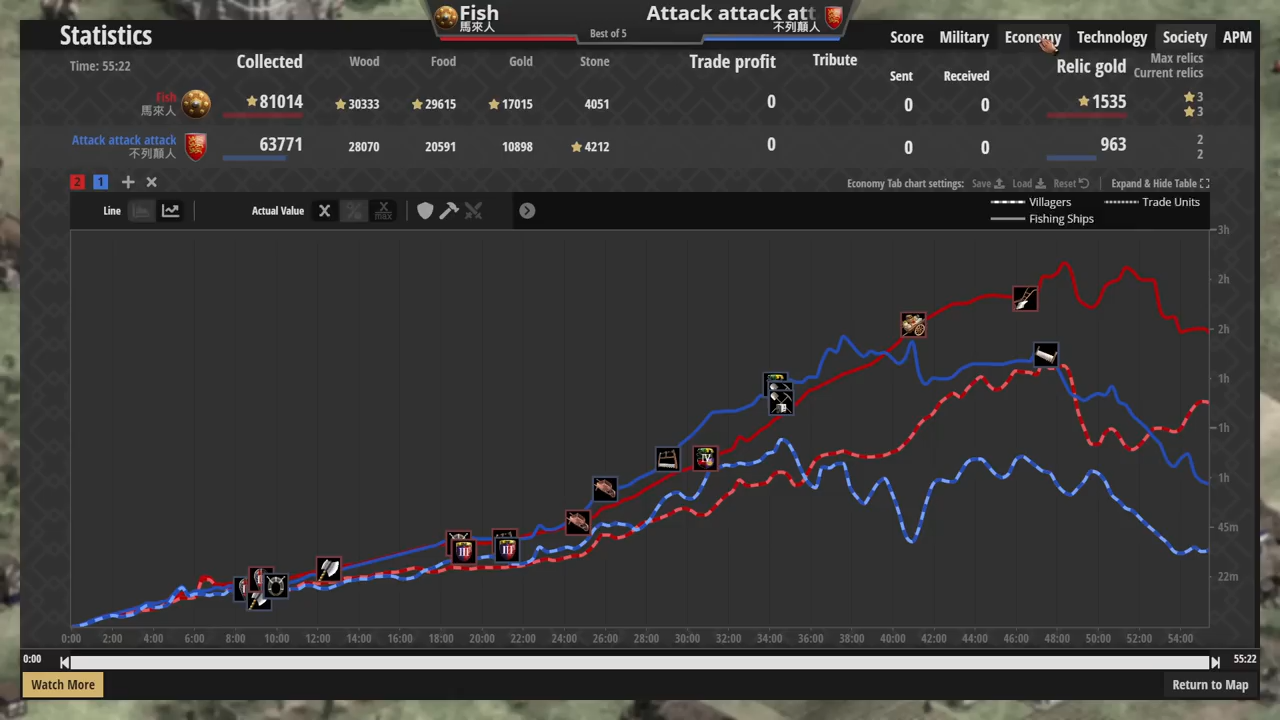 Fish
馬來人
Attack attack att
不列顛人
Best of 5
Statistics
Score Military Economy Technology Society APM
Time: 55:22
Collected Wood Food Gold Stone Trade profit Tribute Sent Received Relic gold Max relics
Current relics
Fish
馬來人
81014 30333 29615 17015 4051 0 0 0 1535 3
3
Attack attack attack
不列顛人
63771 28070 20591 10898 4212 0 0 0 963 2
2
2 1
Economy Tab chart settings: Save Load Reset Expand & Hide Table
Line Actual Value X % X/max
Villagers Trade Units
Fishing Ships
3h
2h
2h
1h
1h
1h
45m
22m
IV
III III
0:00 2:00 4:00 6:00 8:00 10:00 12:00 14:00 16:00 18:00 20:00 22:00 24:00 26:00 28:00 30:00 32:00 34:00 36:00 38:00 40:00 42:00 44:00 46:00 48:00 50:00 52:00 54:00
0:00 55:22
Watch More Return to Map